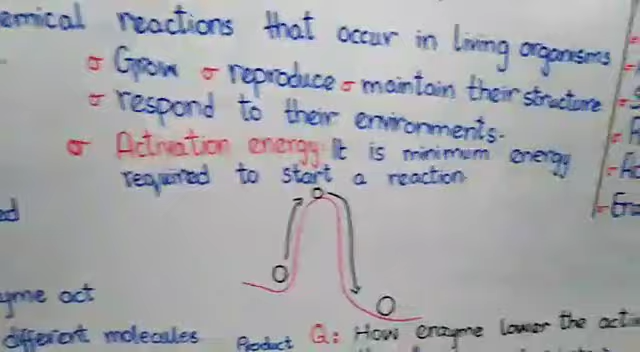 emical reactions that occur in living organisms
Grow reproduce maintain their structure
respond to their environments.
Activation energy: It is minimum energy
required to start a reaction.
ed
yme act
different molecules
Product
Q: How enzyme lower the acti